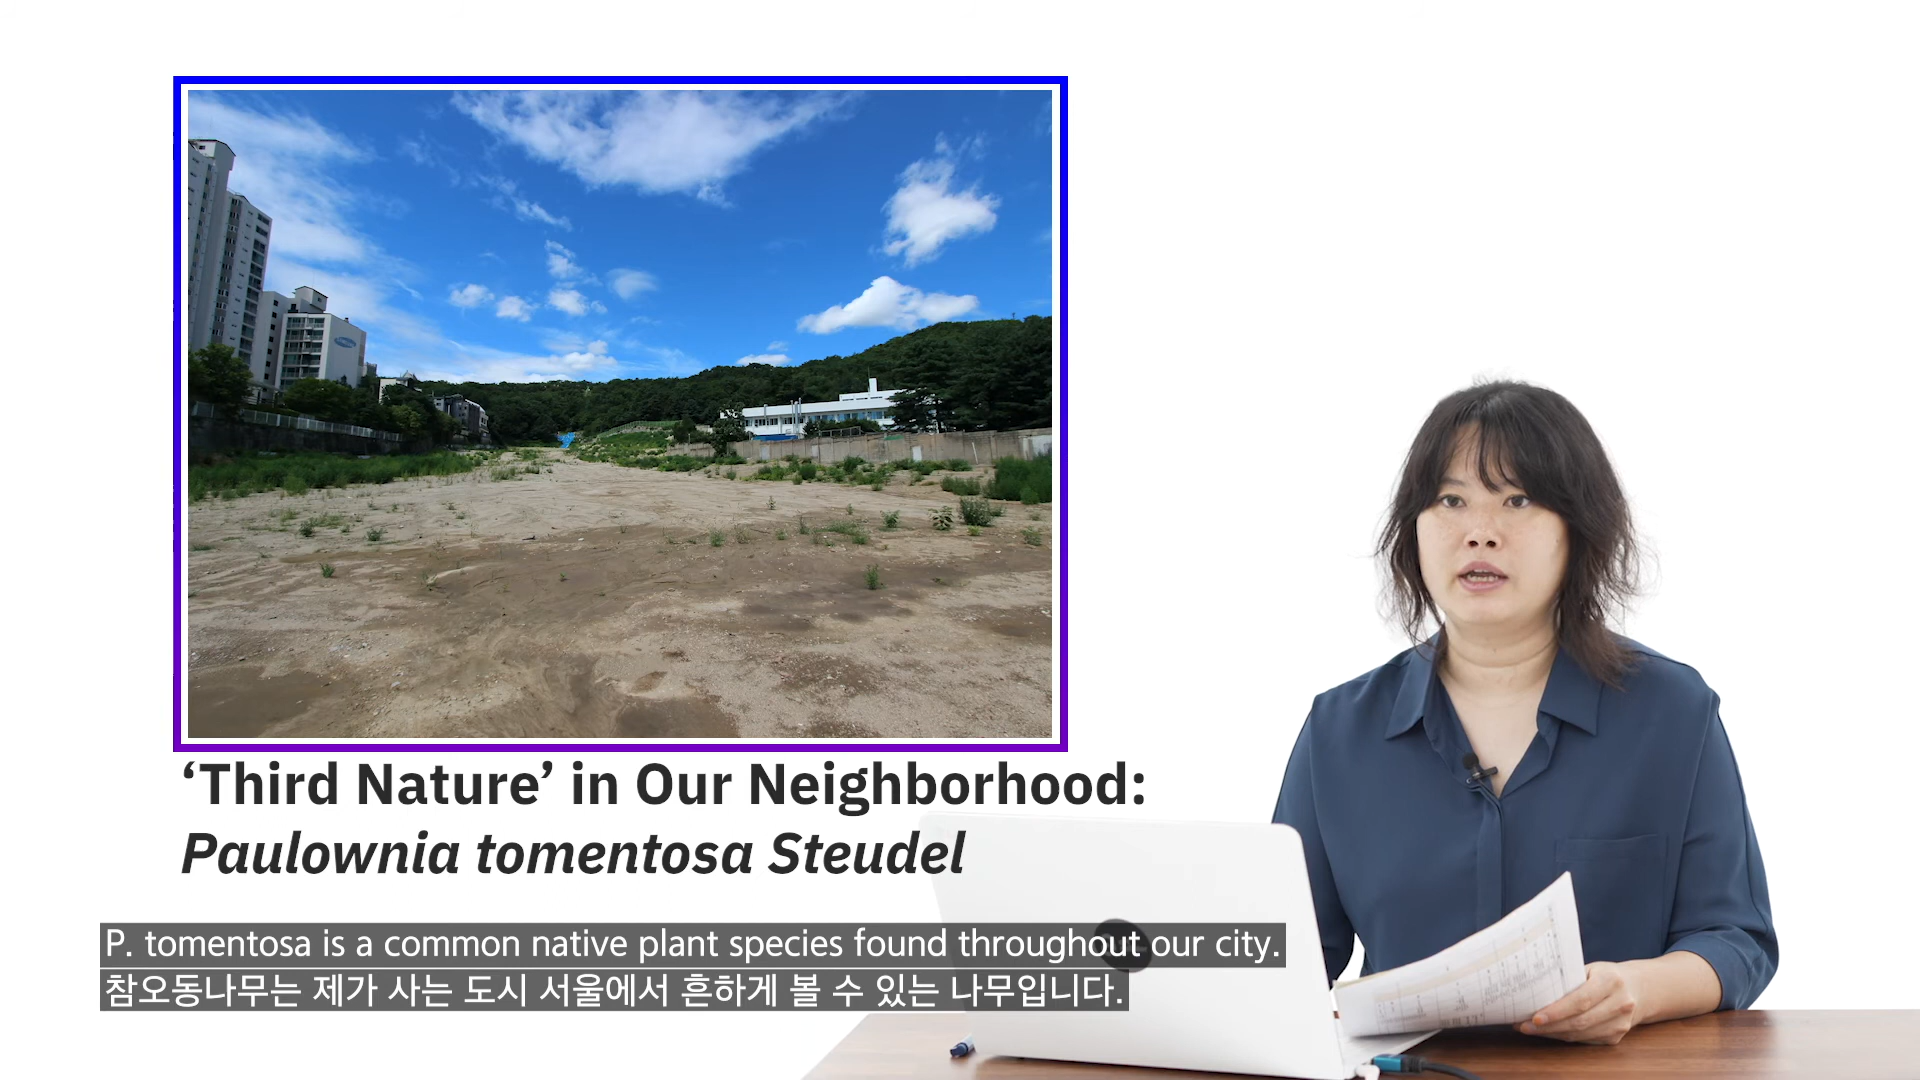 ‘Third Nature’ in Our Neighborhood:
Paulownia tomentosa Steudel
P. tomentosa is a common native plant species found throughout our city.
참오동나무는 제가 사는 도시 서울에서 흔하게 볼 수 있는 나무입니다.